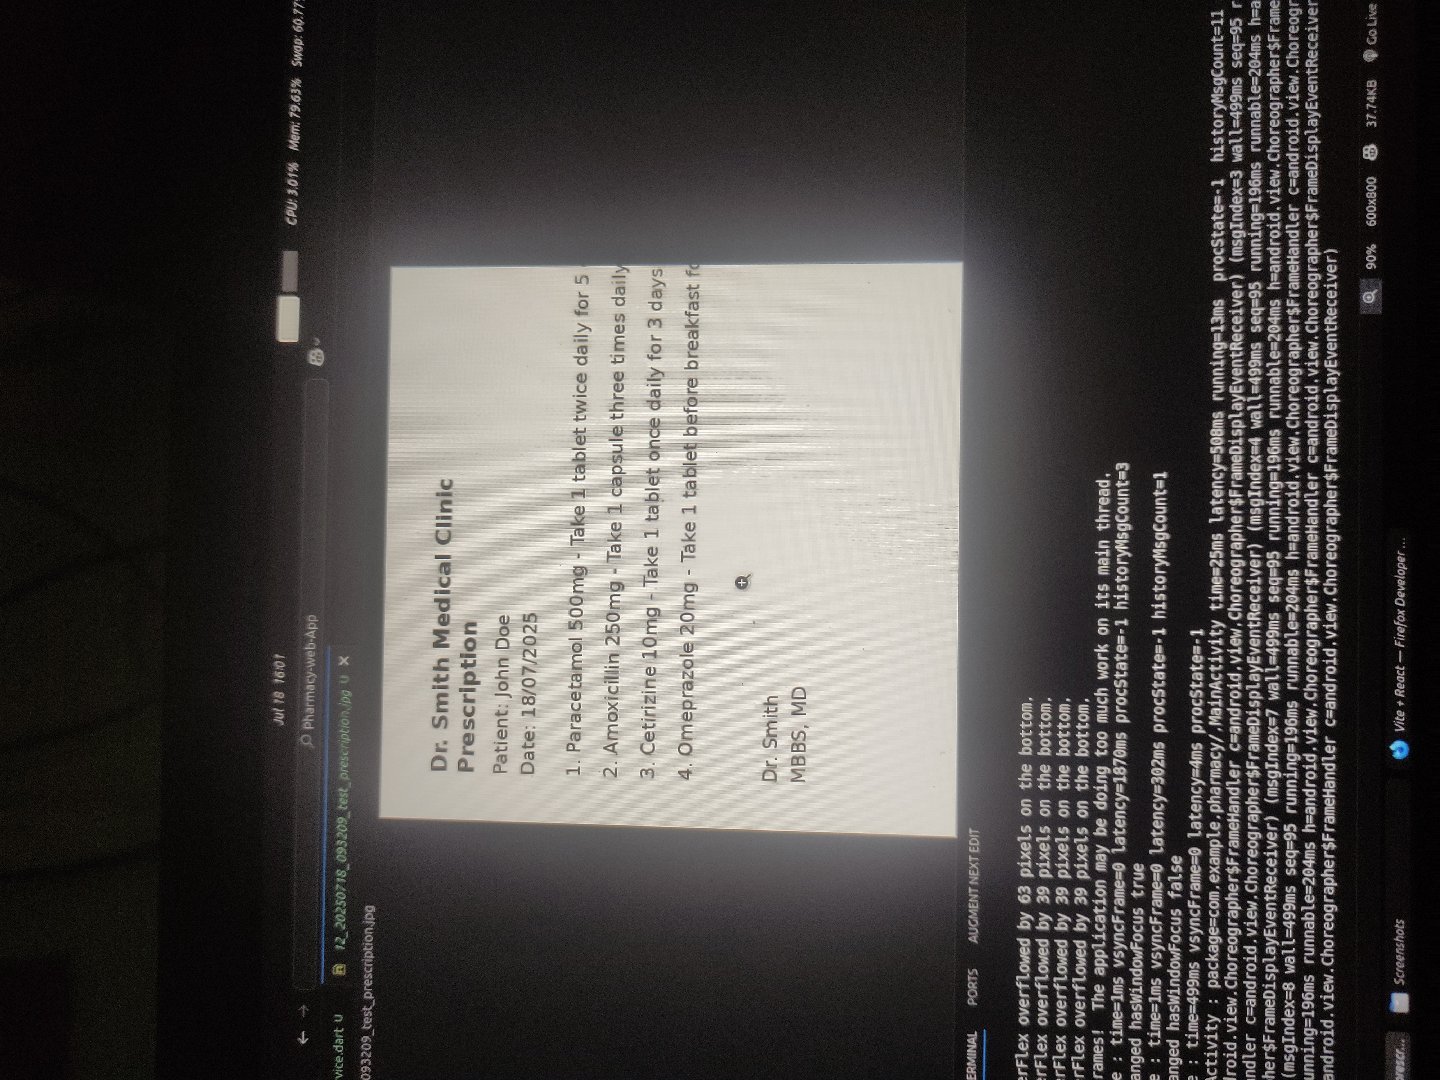 Jul 18 16:01
CPU: 3.01% Mem: 79.63% Swap: 60.77
Pharmacy-web-App
vice.dart U
12_20250718_093209_test_prescription.jpg U
093209_test_prescription.jpg
Dr. Smith Medical Clinic
Prescription
Patient: John Doe
Date: 18/07/2025
1. Paracetamol 500mg - Take 1 tablet twice daily for 5
2. Amoxicillin 250mg - Take 1 capsule three times daily
3. Cetirizine 10mg - Take 1 tablet once daily for 3 days
4. Omeprazole 20mg - Take 1 tablet before breakfast fo
Dr. Smith
MBBS, MD
ERMINAL PORTS AUGMENT NEXT EDIT
erFlex overflowed by 63 pixels on the bottom.
erFlex overflowed by 39 pixels on the bottom.
erFlex overflowed by 39 pixels on the bottom.
erFlex overflowed by 39 pixels on the bottom.
rames! The application may be doing too much work on its main thread.
e : time=1ms vsyncFrame=0 latency=1870ms procState=-1 historyMsgCount=3
anged hasWindowFocus true
e : time=1ms vsyncFrame=0 latency=302ms procState=-1 historyMsgCount=1
anged hasWindowFocus false
e : time=499ms vsyncFrame=0 latency=4ms procState=-1
Activity : package=com.example.pharmacy/.MainActivity time=25ms latency=508ms running=13ms procState=-1 historyMsgCount=11
droid.view.Choreographer$FrameHandler c=android.view.Choreographer$FrameDisplayEventReceiver) (msgIndex=3 wall=499ms seq=95 r
andler c=android.view.Choreographer$FrameDisplayEventReceiver) (msgIndex=4 wall=499ms seq=95 running=196ms runnable=204ms h=a
her$FrameDisplayEventReceiver) (msgIndex=7 wall=499ms seq=95 running=196ms runnable=204ms h=android.view.Choreographer$Frame
(msgIndex=8 wall=499ms seq=95 running=196ms runnable=204ms h=android.view.Choreographer$FrameHandler c=android.view.Choreogr
unning=196ms runnable=204ms h=android.view.Choreographer$FrameHandler c=android.view.Choreographer$FrameDisplayEventReceiver
android.view.Choreographer$FrameHandler c=android.view.Choreographer$FrameDisplayEventReceiver)
90% 600x800 37.74KB Go Live
prescr... Screenshots Vite + React — Firefox Developer ...